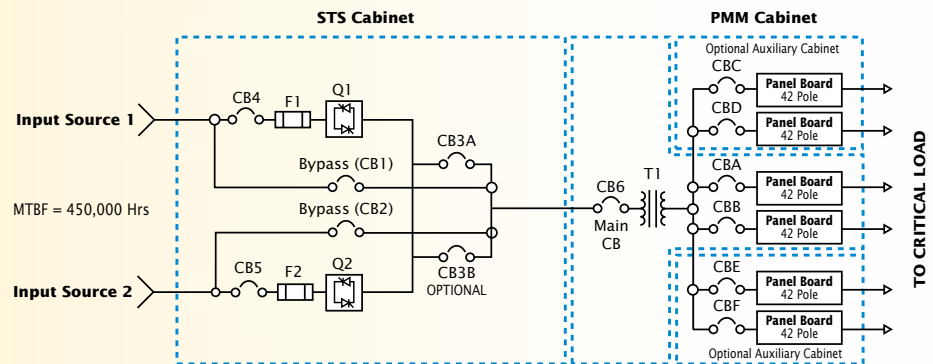 STS Cabinet
PMM Cabinet
Optional Auxiliary Cabinet
CBC
Panel Board
42 Pole
CBD
Panel Board
42 Pole
CB4
F1
Q1
Input Source 1
CB3A
Bypass (CB1)
MTBF = 450,000 Hrs
Bypass (CB2)
CB6
Main
CB
T1
CBA
Panel Board
42 Pole
CBB
Panel Board
42 Pole
TO CRITICAL LOAD
Input Source 2
CB5
F2
Q2
CB3B
OPTIONAL
CBE
Panel Board
42 Pole
CBF
Panel Board
42 Pole
Optional Auxiliary Cabinet